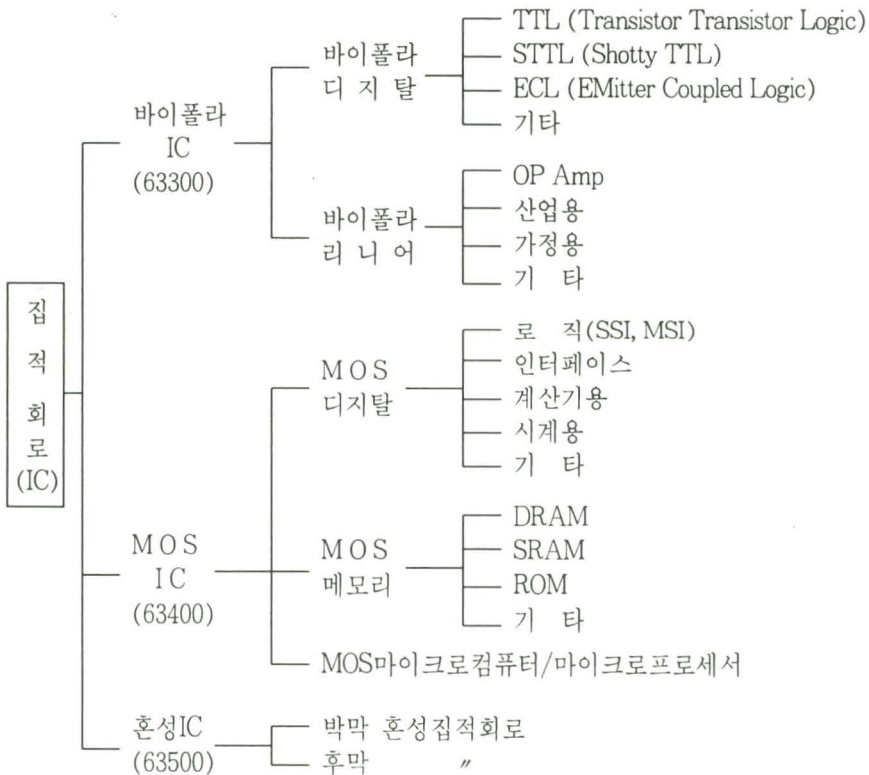 집
적
회
로
(IC)
바이폴라
IC
(63300)
바이폴라
디 지 탈
TTL (Transistor Transistor Logic)
STTL (Shotty TTL)
ECL (EMitter Coupled Logic)
기타
바이폴라
리 니 어
OP Amp
산업용
가정용
기 타
MOS
IC
(63400)
MOS
디지탈
로 직(SSI, MSI)
인터페이스
계산기용
시계용
기 타
MOS
메모리
DRAM
SRAM
ROM
기 타
MOS마이크로컴퓨터/마이크로프로세서
혼성IC
(63500)
박막 혼성집적회로
후막 〃